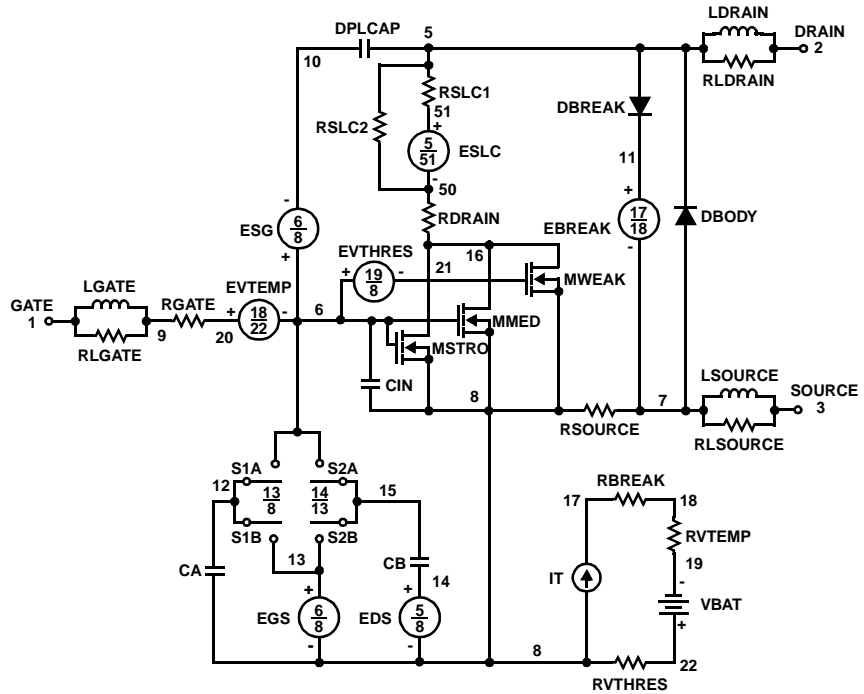 LDRAIN
DPLCAP 5 DRAIN
10 2
RLDRAIN
RSLC1
51
DBREAK
RSLC2
+
5
51
ESLC
11
-
50
-
+
ESG
6
8
RDRAIN
EBREAK
17
18
DBODY
+
EVTHRES
16
-
+
19
8
-
21
MWEAK
LGATE
EVTEMP
GATE
1
RGATE
+
18
22
-
6
MMED
9
20
RLGATE
MSTRO
CIN
LSOURCE
8
7
SOURCE
3
RSOURCE
RLSOURCE
S1A
S2A
12
13
8
14
13
15
S1B
S2B
13
RBREAK
17
18
RVTEMP
CA
CB
19
14
IT
-
VBAT
+
+
+
EGS
6
8
EDS
5
8
-
-
8
22
RVTHRES